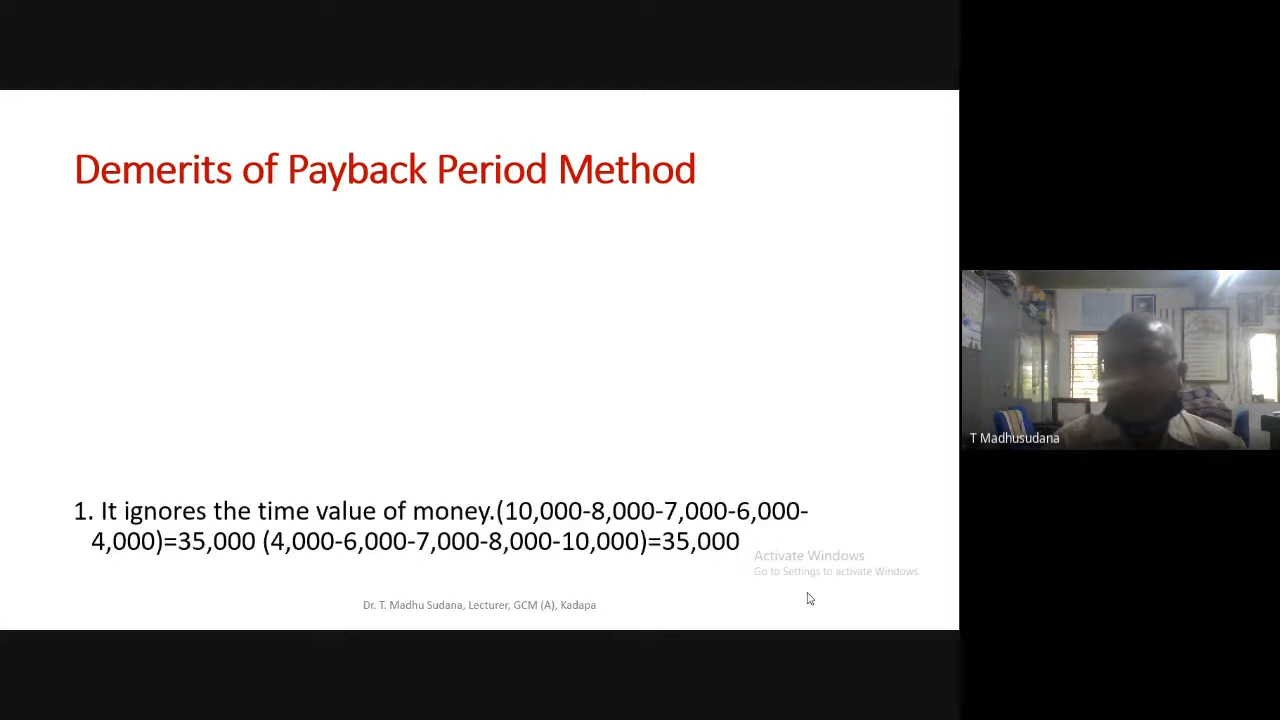 Demerits of Payback Period Method
1. It ignores the time value of money.(10,000-8,000-7,000-6,000-
4,000)=35,000 (4,000-6,000-7,000-8,000-10,000)=35,000
Activate Windows
Go to Settings to activate Windows.
Dr. T. Madhu Sudana, Lecturer, GCM (A), Kadapa
T Madhusudana